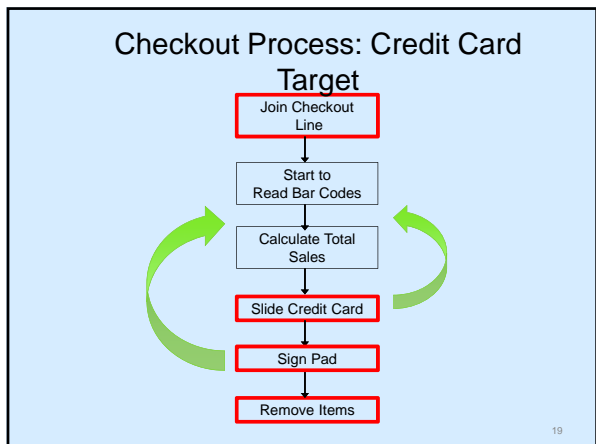 Checkout Process: Credit Card
Target
Join Checkout
Line
Start to
Read Bar Codes
Calculate Total
Sales
Slide Credit Card
Sign Pad
Remove Items
19